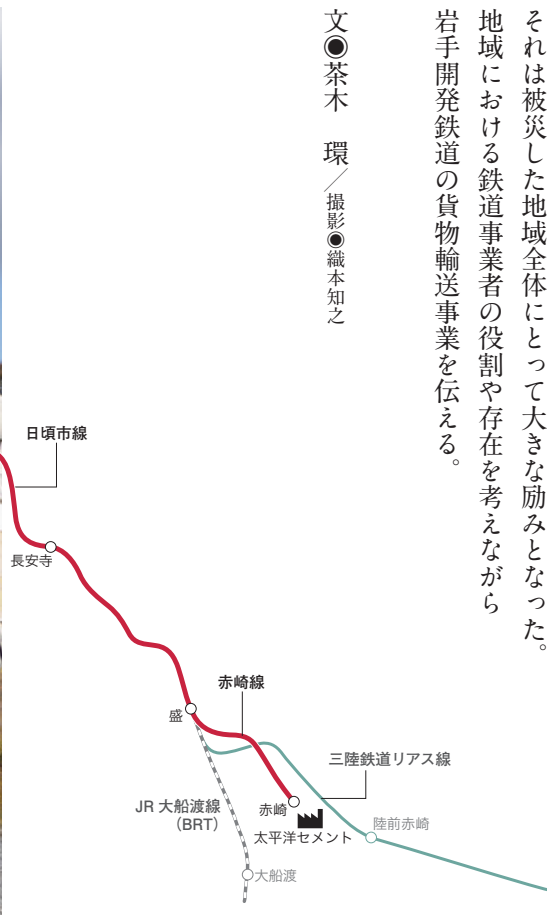 それは被災した地域全体にとって大きな励みとなった。
地域における鉄道事業者の役割や存在を考えながら
岩手開発鉄道の貨物輸送事業を伝える。
文◉茶木 環／撮影◉織本知之
日頃市線
長安寺
赤崎線
盛
三陸鉄道リアス線
JR 大船渡線
（BRT）
赤崎
太平洋セメント
陸前赤崎
大船渡